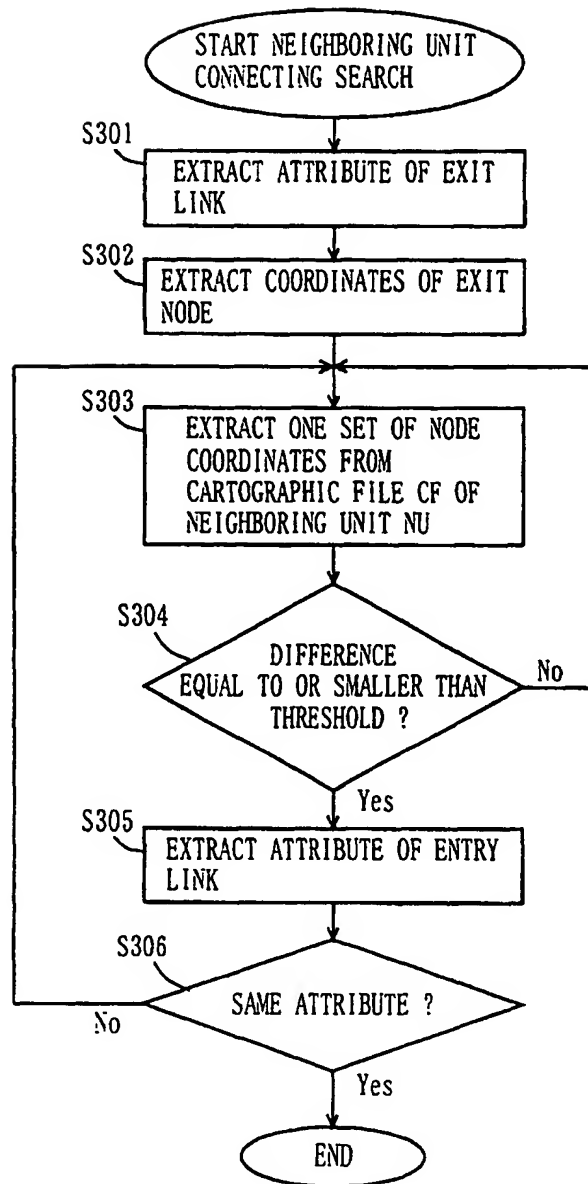 START NEIGHBORING UNIT
CONNECTING SEARCH
S301
EXTRACT ATTRIBUTE OF EXIT
LINK
S302
EXTRACT COORDINATES OF EXIT
NODE
S303
EXTRACT ONE SET OF NODE
COORDINATES FROM
CARTOGRAPHIC FILE CF OF
NEIGHBORING UNIT NU
S304
DIFFERENCE
EQUAL TO OR SMALLER THAN
THRESHOLD ?
No
Yes
S305
EXTRACT ATTRIBUTE OF ENTRY
LINK
S306
SAME ATTRIBUTE ?
No
Yes
END